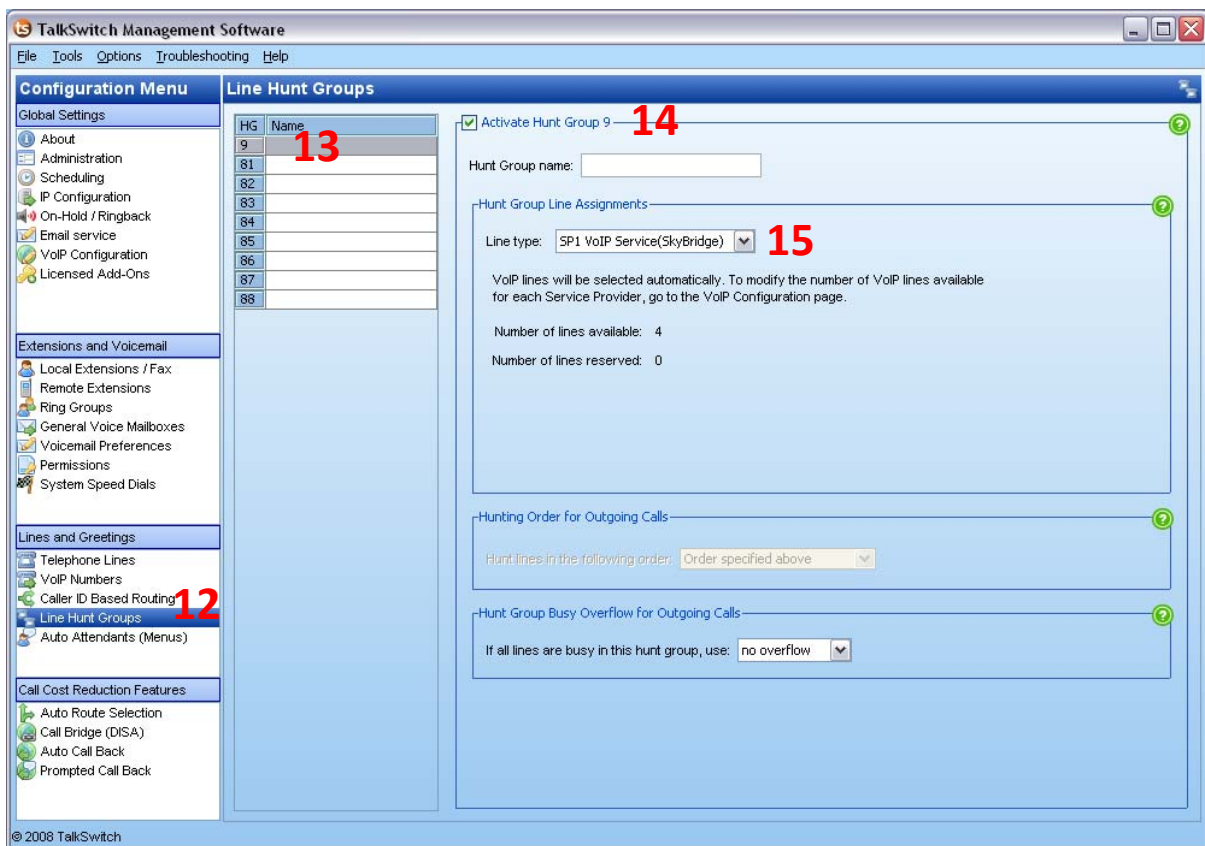 TalkSwitch Management Software
File Tools Options Troubleshooting Help
Configuration Menu
Global Settings
About
Administration
Scheduling
IP Configuration
On-Hold / Ringback
Email service
VoIP Configuration
Licensed Add-Ons
Extensions and Voicemail
Local Extensions / Fax
Remote Extensions
Ring Groups
General Voice Mailboxes
Voicemail Preferences
Permissions
System Speed Dials
Lines and Greetings
Telephone Lines
VoIP Numbers
Caller ID Based Routing
Line Hunt Groups
12
Auto Attendants (Menus)
Call Cost Reduction Features
Auto Route Selection
Call Bridge (DISA)
Auto Call Back
Prompted Call Back
Line Hunt Groups
HG Name
9
13
81
82
83
84
85
86
87
88
Activate Hunt Group 9
14
Hunt Group name:
Hunt Group Line Assignments
Line type: SP1 VoIP Service(SkyBridge)
15
VoIP lines will be selected automatically. To modify the number of VoIP lines available
for each Service Provider, go to the VoIP Configuration page.
Number of lines available: 4
Number of lines reserved: 0
Hunting Order for Outgoing Calls
Hunt lines in the following order: Order specified above
Hunt Group Busy Overflow for Outgoing Calls
If all lines are busy in this hunt group, use: no overflow
© 2008 TalkSwitch